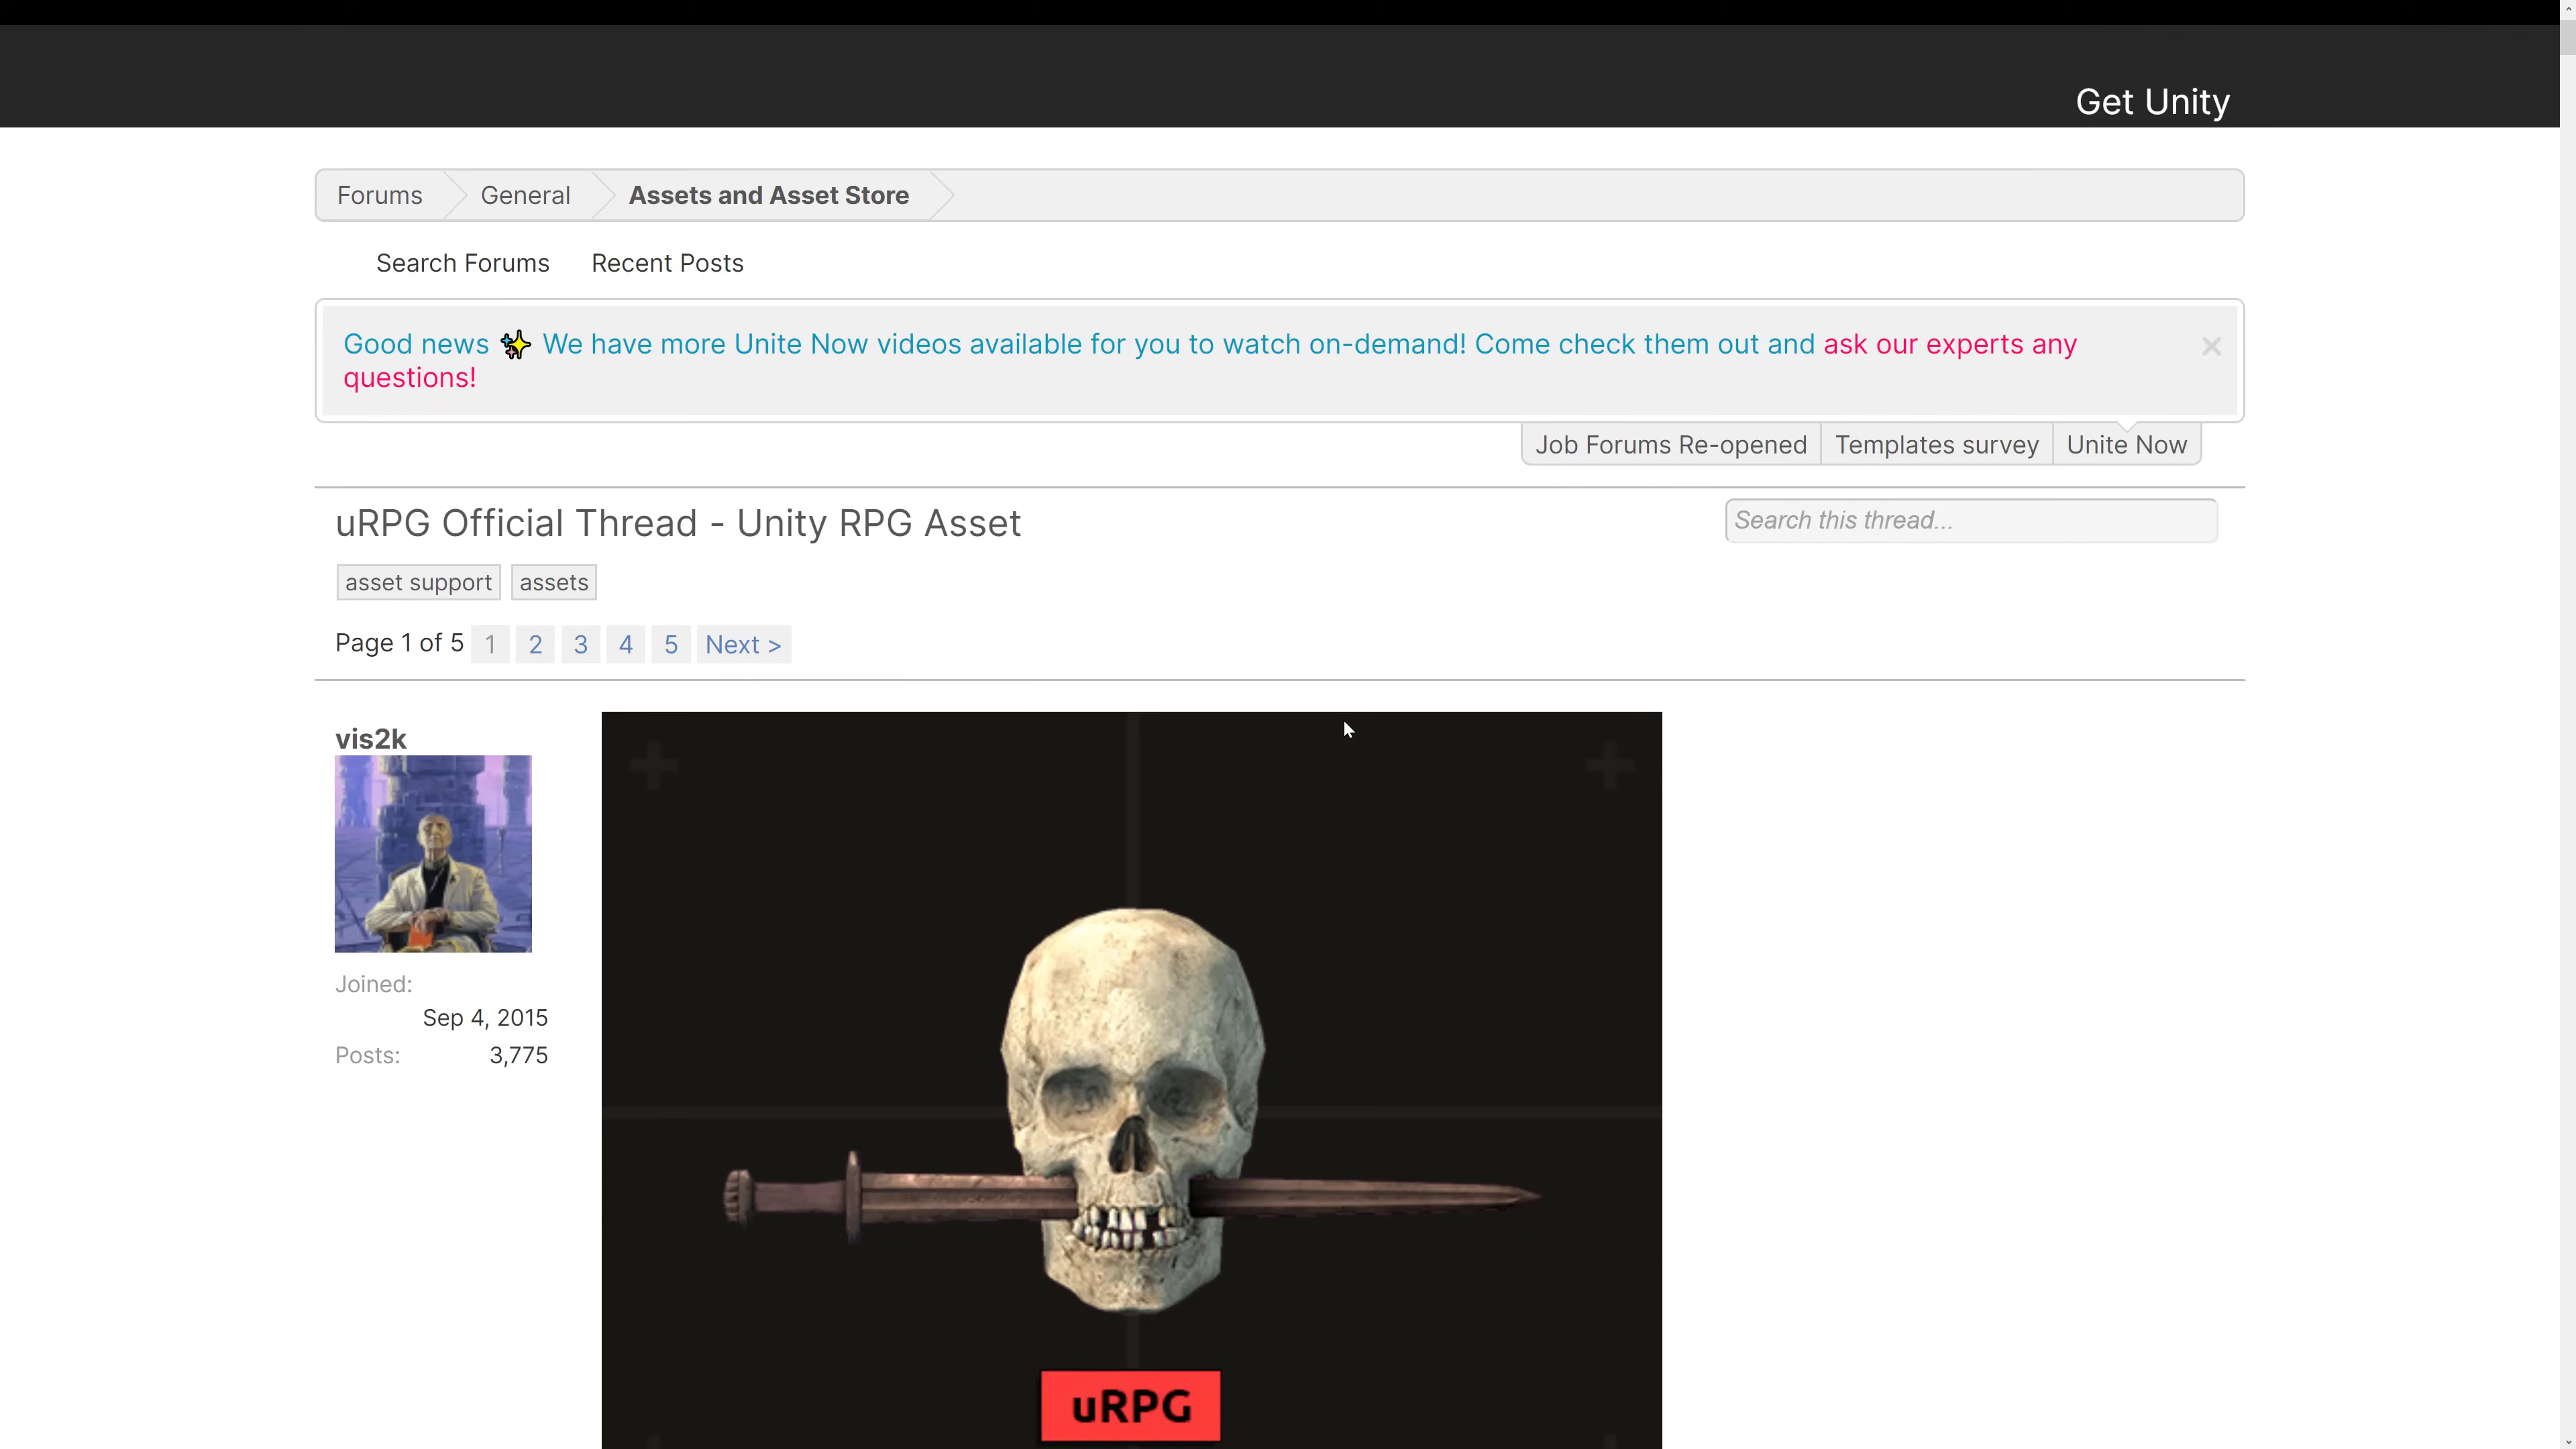 Get Unity
Forums
General
Assets and Asset Store
Search Forums
Recent Posts
Good news ✨ We have more Unite Now videos available for you to watch on-demand! Come check them out and ask our experts any
questions!
Job Forums Re-opened
Templates survey
Unite Now
uRPG Official Thread - Unity RPG Asset
Search this thread...
asset support
assets
Page 1 of 5 1 2 3 4 5 Next >
vis2k
Joined:
Sep 4, 2015
Posts: 3,775
uRPG